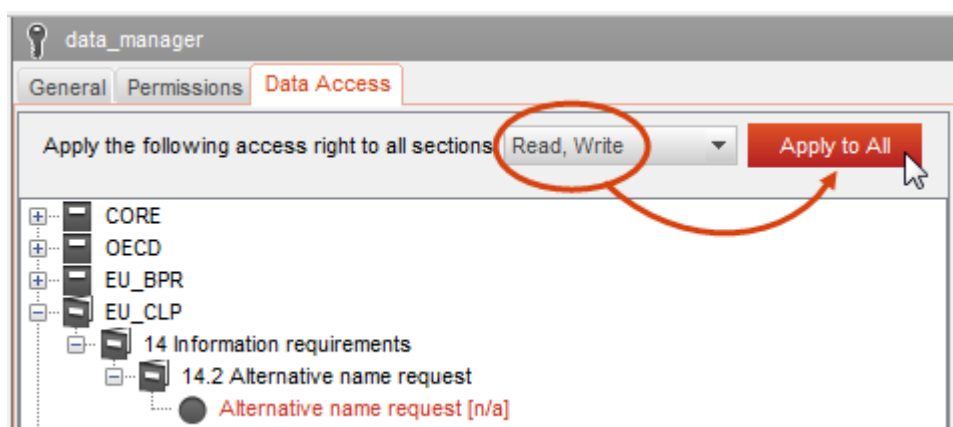 data_manager
General Permissions Data Access
Apply the following access right to all sections Read, Write Apply to All
CORE
OECD
EU_BPR
EU_CLP
14 Information requirements
14.2 Alternative name request
Alternative name request [n/a]